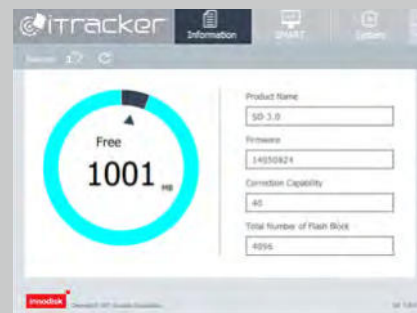 iTracker
Information
SMART
Free
1001 MB
Product Name
SD 3.0
Firmware
14050824
Correction Capability
40
Total Number of Flash Block
4096
innodisk